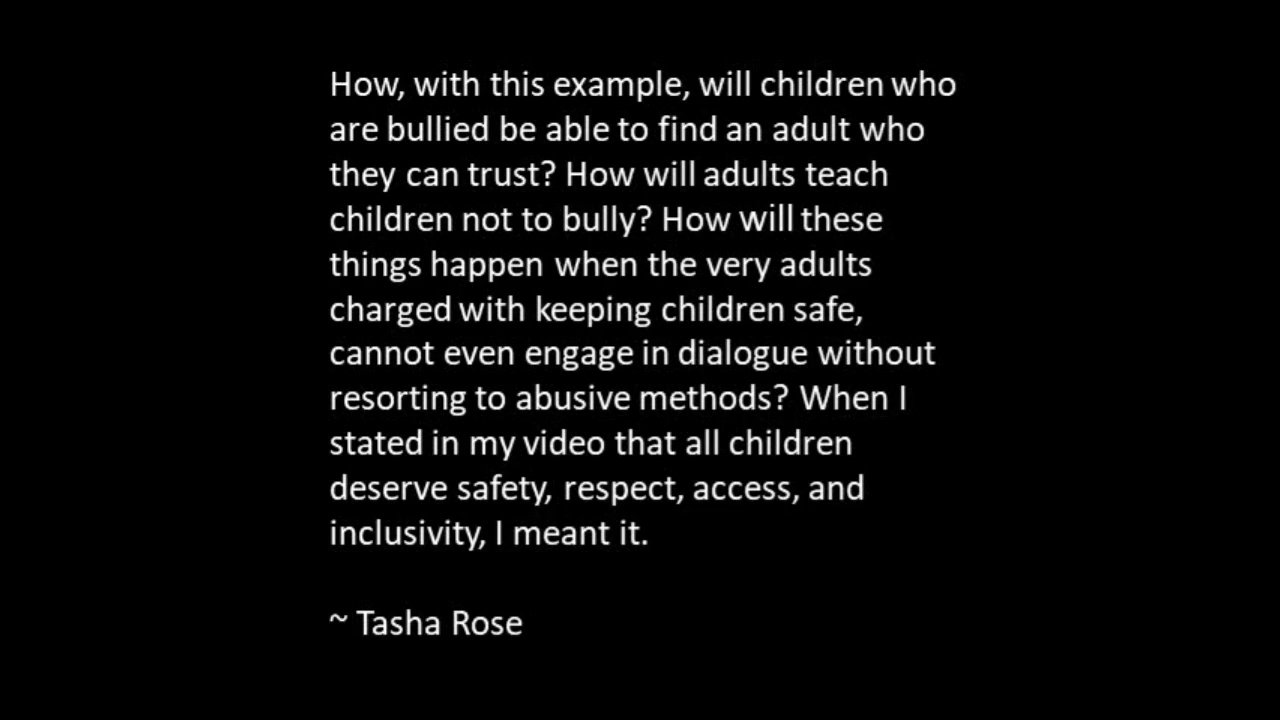 How, with this example, will children who
are bullied be able to find an adult who
they can trust? How will adults teach
children not to bully? How will these
things happen when the very adults
charged with keeping children safe,
cannot even engage in dialogue without
resorting to abusive methods? When I
stated in my video that all children
deserve safety, respect, access, and
inclusivity, I meant it.
~ Tasha Rose